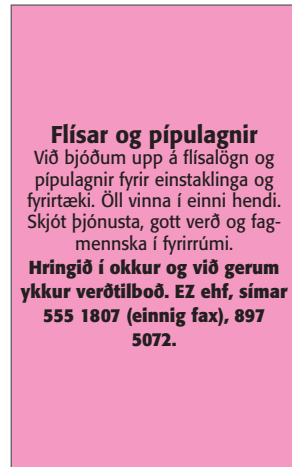 Flísar og pípulagnir
Við bjóðum upp á flísalögn og
pípulagnir fyrir einstaklinga og
fyrirtæki. Öll vinna í einni hendi.
Skjót þjónusta, gott verð og fag-
mennska í fyrirrúmi.
Hringið í okkur og við gerum
ykkur verðtilboð. EZ ehf, símar
555 1807 (einnig fax), 897
5072.